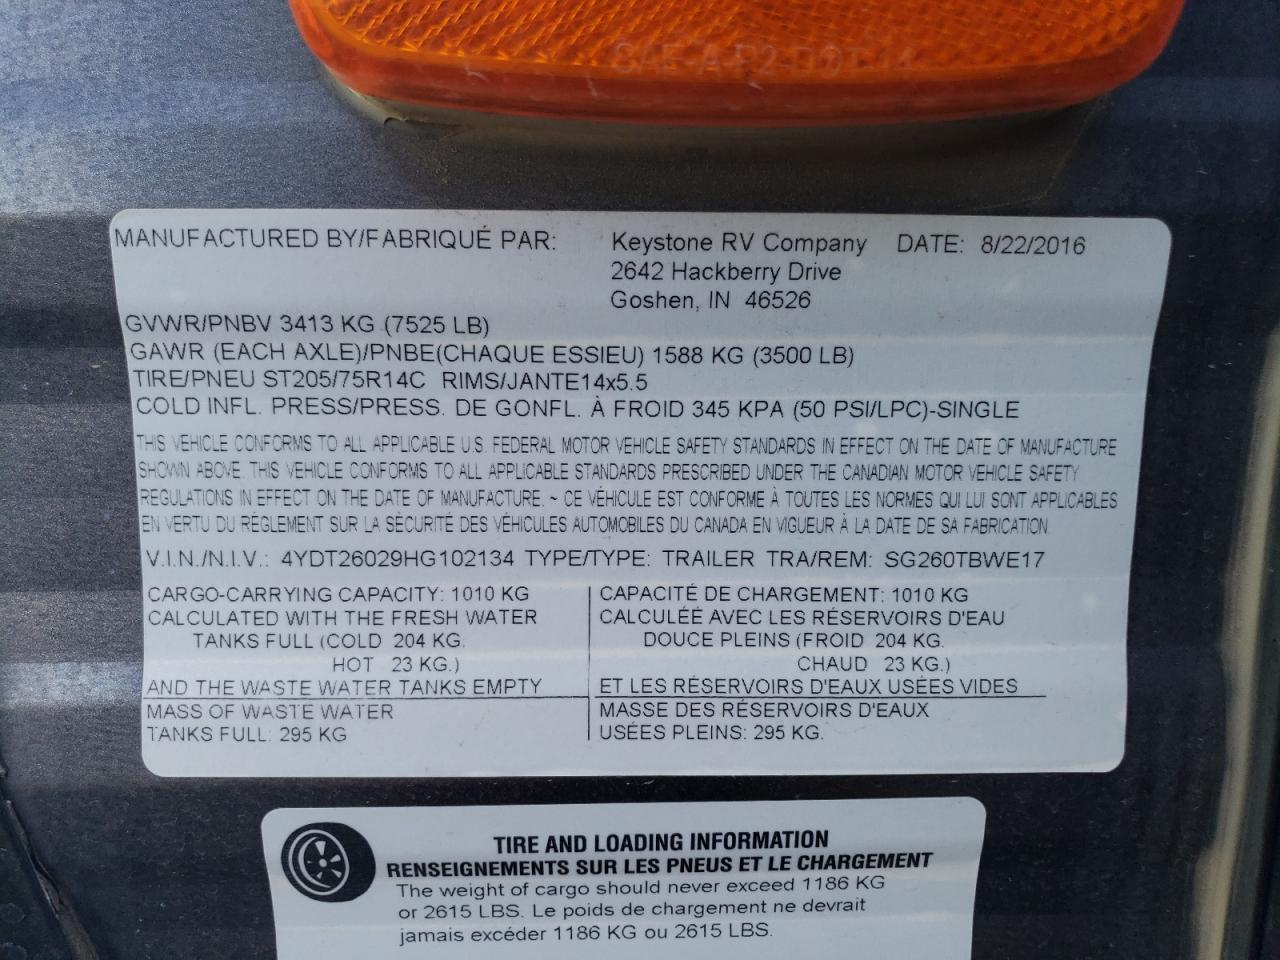 SAE-A-P2-DOT-14
MANUFACTURED BY/FABRIQUÉ PAR: Keystone RV Company DATE: 8/22/2016
2642 Hackberry Drive
Goshen, IN 46526
GVWR/PNBV 3413 KG (7525 LB)
GAWR (EACH AXLE)/PNBE(CHAQUE ESSIEU) 1588 KG (3500 LB)
TIRE/PNEU ST205/75R14C RIMS/JANTE14x5.5
COLD INFL. PRESS/PRESS. DE GONFL. À FROID 345 KPA (50 PSI/LPC)-SINGLE
THIS VEHICLE CONFORMS TO ALL APPLICABLE U.S. FEDERAL MOTOR VEHICLE SAFETY STANDARDS IN EFFECT ON THE DATE OF MANUFACTURE
SHOWN ABOVE. THIS VEHICLE CONFORMS TO ALL APPLICABLE STANDARDS PRESCRIBED UNDER THE CANADIAN MOTOR VEHICLE SAFETY
REGULATIONS IN EFFECT ON THE DATE OF MANUFACTURE. ~ CE VÉHICULE EST CONFORME À TOUTES LES NORMES QUI LUI SONT APPLICABLES
EN VERTU DU RÈGLEMENT SUR LA SÉCURITÉ DES VÉHICULES AUTOMOBILES DU CANADA EN VIGUEUR À LA DATE DE SA FABRICATION.
V.I.N./N.I.V.: 4YDT26029HG102134 TYPE/TYPE: TRAILER TRA/REM: SG260TBWE17
CARGO-CARRYING CAPACITY: 1010 KG
CALCULATED WITH THE FRESH WATER
TANKS FULL (COLD 204 KG.
HOT 23 KG.)
AND THE WASTE WATER TANKS EMPTY
MASS OF WASTE WATER
TANKS FULL: 295 KG
CAPACITÉ DE CHARGEMENT: 1010 KG
CALCULÉE AVEC LES RÉSERVOIRS D'EAU
DOUCE PLEINS (FROID 204 KG.
CHAUD 23 KG.)
ET LES RÉSERVOIRS D'EAUX USÉES VIDES
MASSE DES RÉSERVOIRS D'EAUX
USÉES PLEINS: 295 KG.
TIRE AND LOADING INFORMATION
RENSEIGNEMENTS SUR LES PNEUS ET LE CHARGEMENT
The weight of cargo should never exceed 1186 KG
or 2615 LBS. Le poids de chargement ne devrait
jamais excéder 1186 KG ou 2615 LBS.